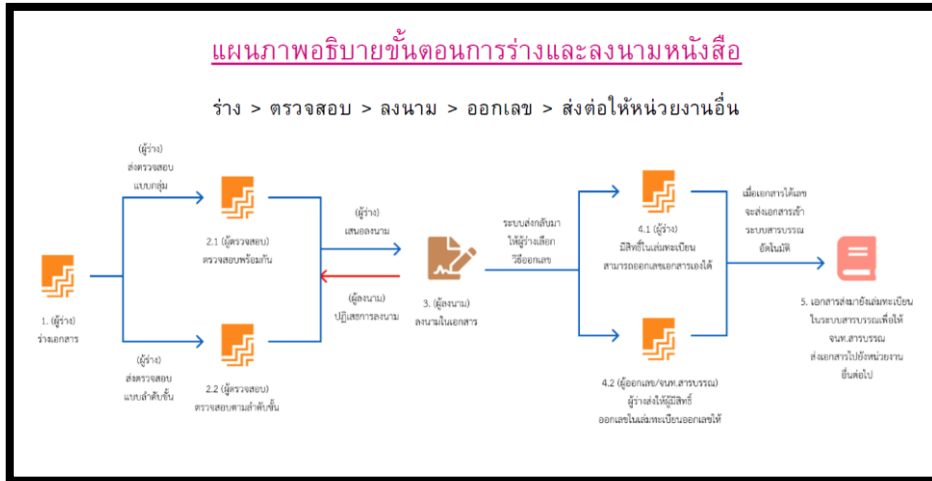 แผนภาพอธิบายขั้นตอนการร่างและลงนามหนังสือ
ร่าง > ตรวจสอบ > ลงนาม > ออกเลข > ส่งต่อให้หน่วยงานอื่น
(ผู้ร่าง)
ส่งตรวจสอบ
แบบกลุ่ม
2.1 (ผู้ตรวจสอบ)
ตรวจสอบพร้อมกัน
1. (ผู้ร่าง)
ร่างเอกสาร
(ผู้ร่าง)
ส่งตรวจสอบ
แบบลำดับขั้น
2.2 (ผู้ตรวจสอบ)
ตรวจสอบตามลำดับขั้น
(ผู้ร่าง)
เสนอลงนาม
(ผู้ลงนาม)
ปฏิเสธการลงนาม
3. (ผู้ลงนาม)
ลงนามในเอกสาร
ระบบส่งกลับมา
ให้ผู้ร่างเลือก
วิธีออกเลข
4.1 (ผู้ร่าง)
มีสิทธิ์ในเล่มทะเบียน
สามารถออกเลขเอกสารเองได้
4.2 (ผู้ออกเลข/จนท.สารบรรณ)
ผู้ร่างส่งให้ผู้มีสิทธิ์
ออกเลขในเล่มทะเบียนออกเลขให้
เมื่อเอกสารได้เลข
จะส่งเอกสารเข้า
ระบบสารบรรณ
อัตโนมัติ
5. เอกสารส่งมายังเล่มทะเบียน
ในระบบสารบรรณเพื่อให้
จนท.สารบรรณ
ส่งเอกสารไปยังหน่วยงาน
อื่นต่อไป